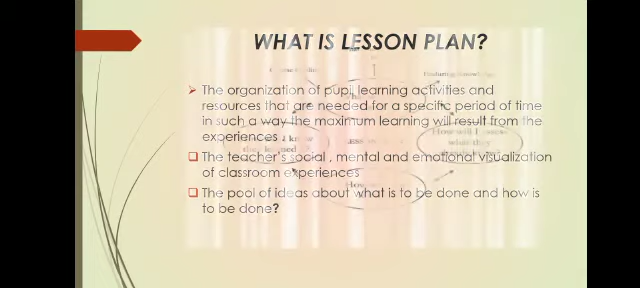 WHAT IS LESSON PLAN?
The organization of pupil learning activities and
resources that are needed for a specific period of time
in such a way the maximum learning will result from the
experiences .
The teacher's social , mental and emotional visualization
of classroom experiences
The pool of ideas about what is to be done and how is
to be done?